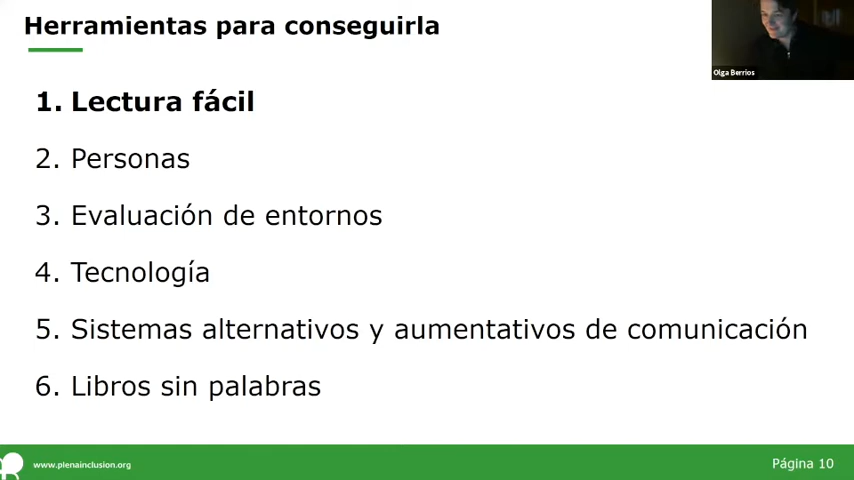 Herramientas para conseguirla
Olga Berrios
1. Lectura fácil
2. Personas
3. Evaluación de entornos
4. Tecnología
5. Sistemas alternativos y aumentativos de comunicación
6. Libros sin palabras
www.plenainclusion.org
Página 10